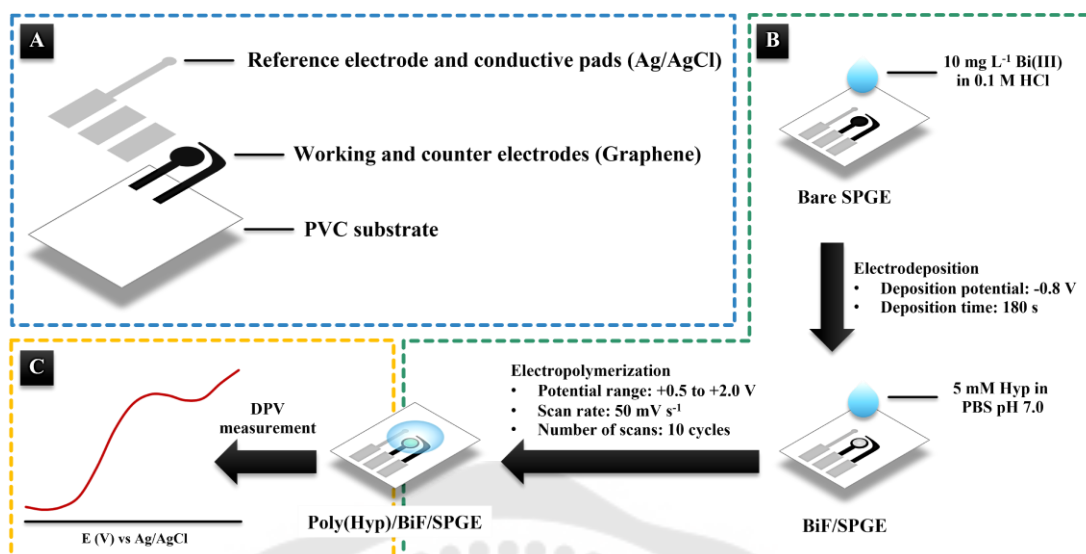 A
Reference electrode and conductive pads (Ag/AgCl)
Working and counter electrodes (Graphene)
PVC substrate
B
10 mg L⁻¹ Bi(III)
in 0.1 M HCl
Bare SPGE
Electrodeposition
• Deposition potential: -0.8 V
• Deposition time: 180 s
5 mM Hyp in
PBS pH 7.0
BiF/SPGE
Electropolymerization
• Potential range: +0.5 to +2.0 V
• Scan rate: 50 mV s⁻¹
• Number of scans: 10 cycles
Poly(Hyp)/BiF/SPGE
C
DPV
measurement
E (V) vs Ag/AgCl